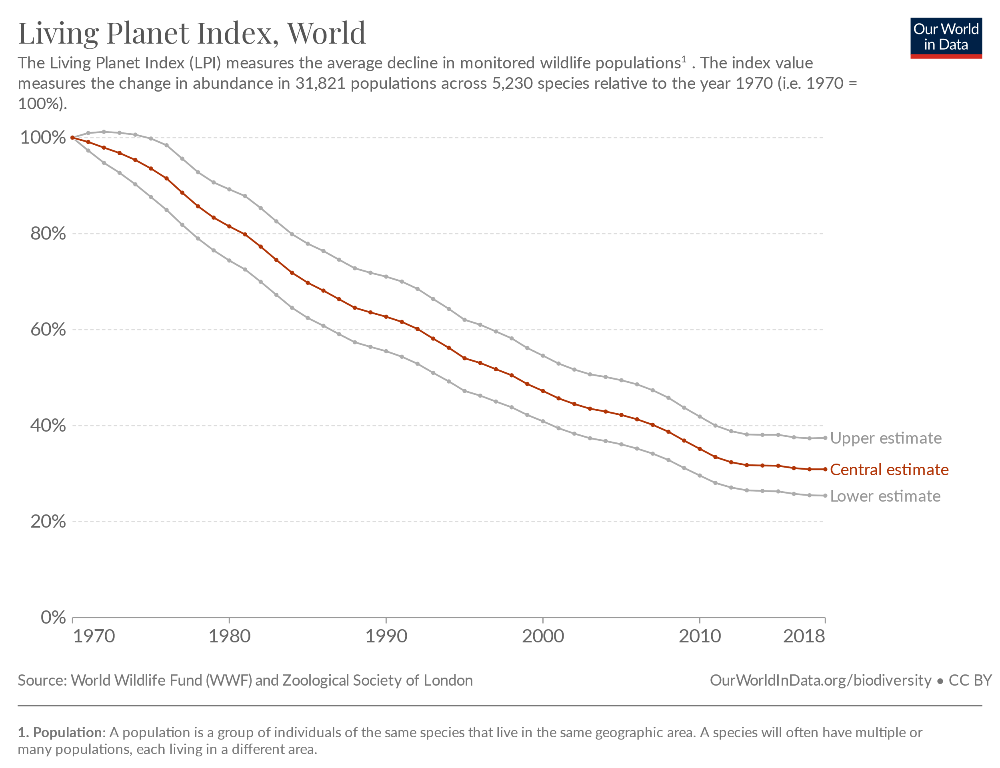 Living Planet Index, World
Our World
in Data
The Living Planet Index (LPI) measures the average decline in monitored wildlife populations¹ . The index value
measures the change in abundance in 31,821 populations across 5,230 species relative to the year 1970 (i.e. 1970 =
100%).
100%
80%
60%
40%
20%
0%
Upper estimate
Central estimate
Lower estimate
1970 1980 1990 2000 2010 2018
Source: World Wildlife Fund (WWF) and Zoological Society of London
OurWorldInData.org/biodiversity • CC BY
1. Population: A population is a group of individuals of the same species that live in the same geographic area. A species will often have multiple or
many populations, each living in a different area.